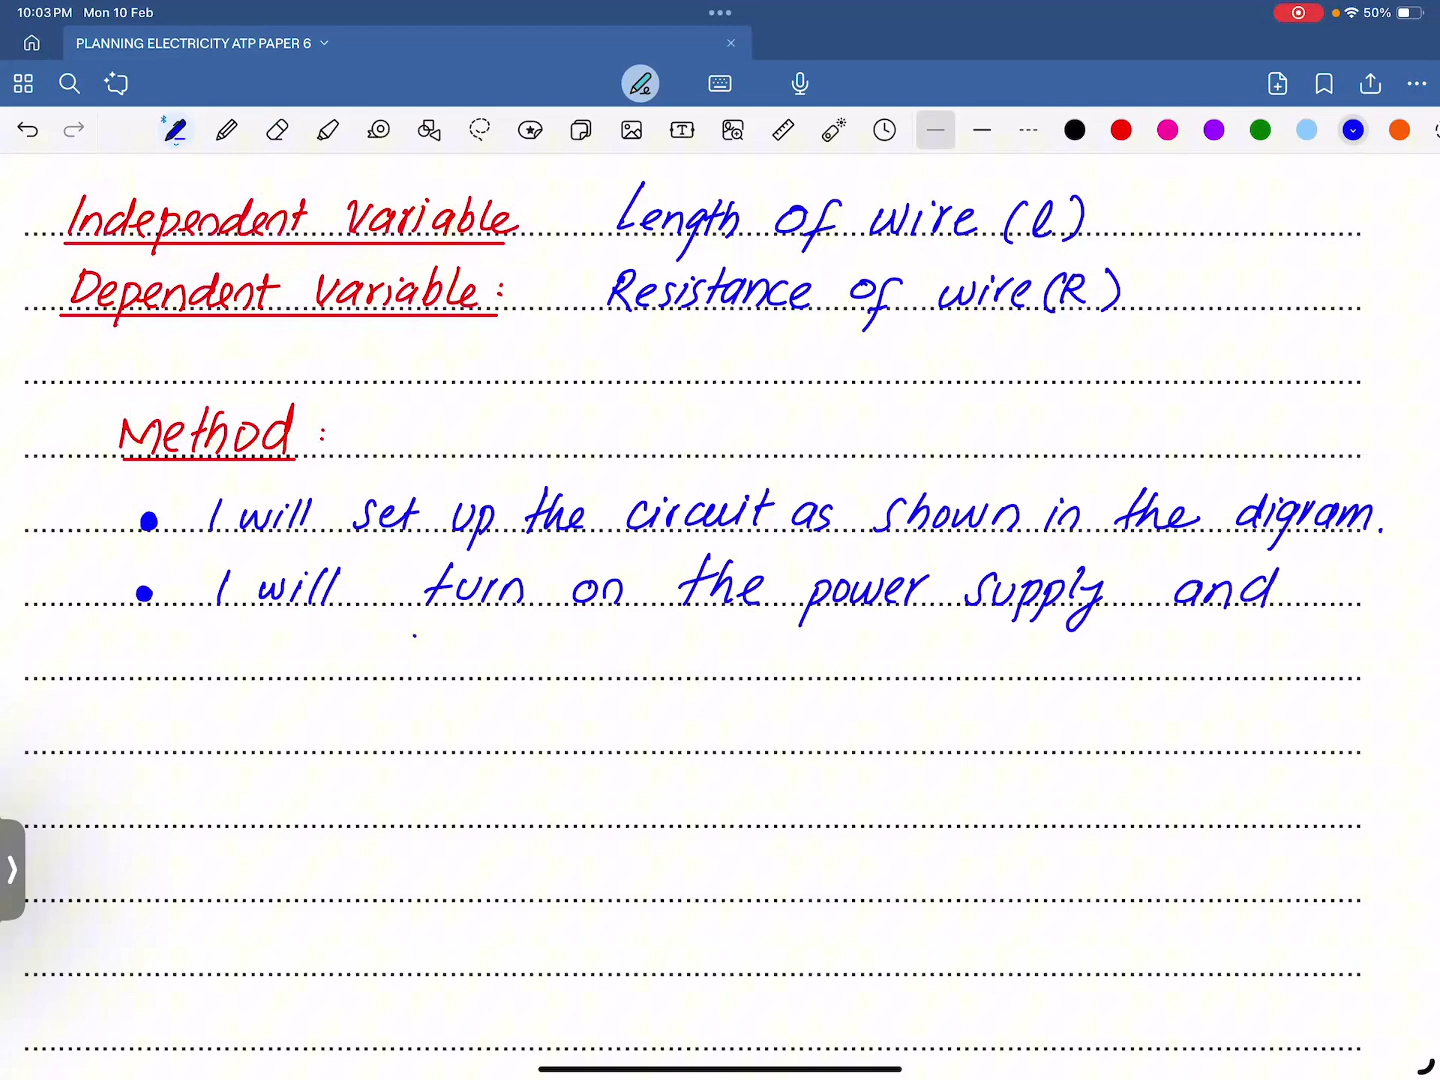 10:03 PM Mon 10 Feb
50%
PLANNING ELECTRICITY ATP PAPER 6
Independent Variable Length of wire (l)
Dependent Variable: Resistance of wire (R)
Method :
• I will set up the circuit as shown in the digram.
• I will turn on the power supply and